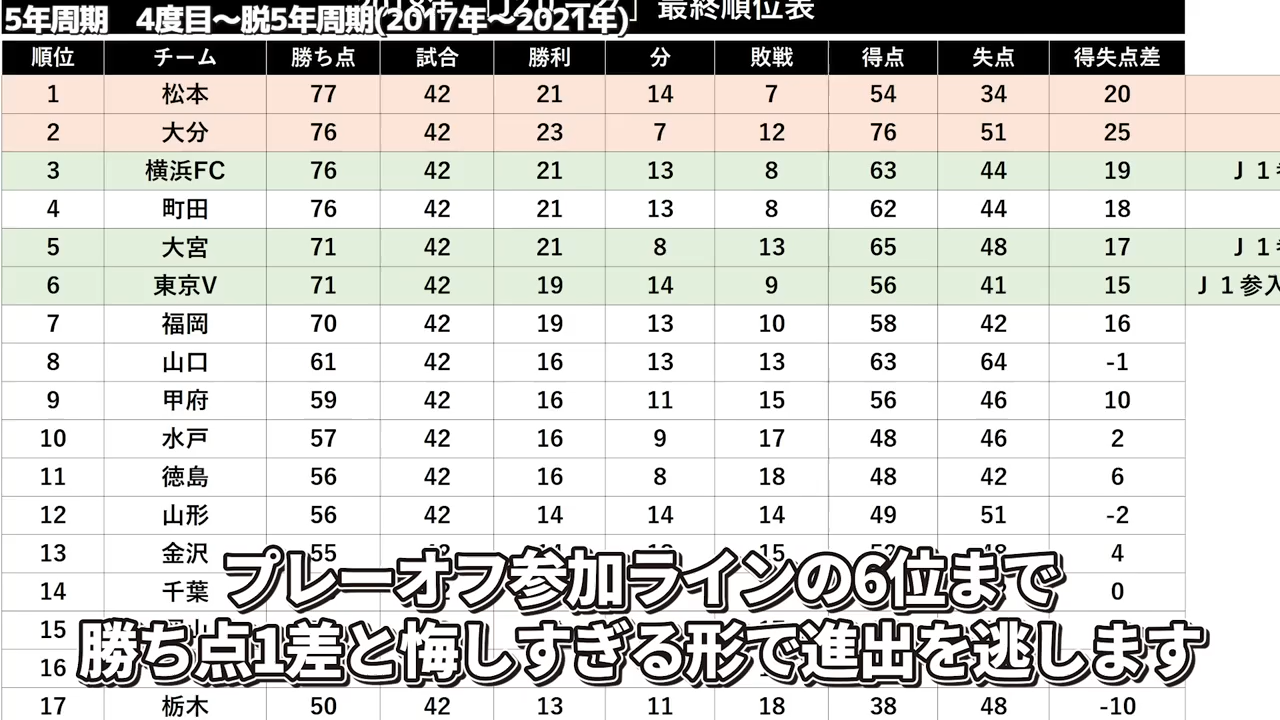 5年周期　4度目〜脱5年周期(2017年〜2021年)
最終順位表
順位 チーム 勝ち点 試合 勝利 分 敗戦 得点 失点 得失点差
1 松本 77 42 21 14 7 54 34 20
2 大分 76 42 23 7 12 76 51 25
3 横浜FC 76 42 21 13 8 63 44 19 Ｊ１
4 町田 76 42 21 13 8 62 44 18
5 大宮 71 42 21 8 13 65 48 17 Ｊ１
6 東京V 71 42 19 14 9 56 41 15 Ｊ１参入
7 福岡 70 42 19 13 10 58 42 16
8 山口 61 42 16 13 13 63 64 -1
9 甲府 59 42 16 11 15 56 46 10
10 水戸 57 42 16 9 17 48 46 2
11 徳島 56 42 16 8 18 48 42 6
12 山形 56 42 14 14 14 49 51 -2
13 金沢 55 15 4
14 千葉 0
15
16
17 栃木 50 42 13 11 18 38 48 -10
プレーオフ参加ラインの6位まで
勝ち点1差と悔しすぎる形で進出を逃します